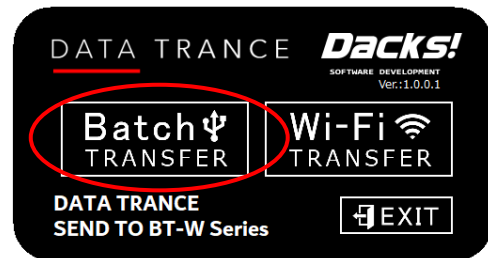 DATA TRANCE
Dacks!
SOFTWARE DEVELOPMENT
Ver.:1.0.0.1
Batch
TRANSFER
Wi-Fi
TRANSFER
DATA TRANCE
SEND TO BT-W Series
EXIT